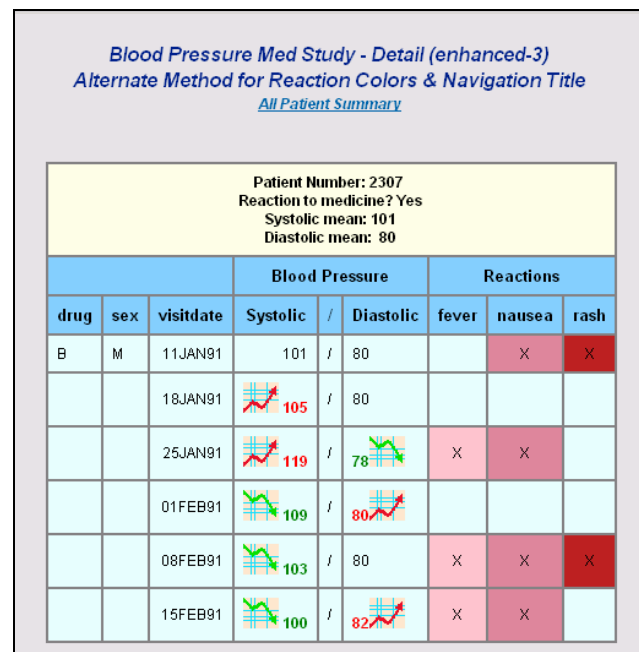 Blood Pressure Med Study - Detail (enhanced-3)
Alternate Method for Reaction Colors & Navigation Title
All Patient Summary
Patient Number: 2307
Reaction to medicine? Yes
Systolic mean: 101
Diastolic mean: 80
Blood Pressure Reactions
drug sex visitdate Systolic / Diastolic fever nausea rash
B M 11JAN91 101 / 80 X X
18JAN91 105 / 80
25JAN91 119 / 78 X X
01FEB91 109 / 80
08FEB91 103 / 80 X X X
15FEB91 100 / 82 X X